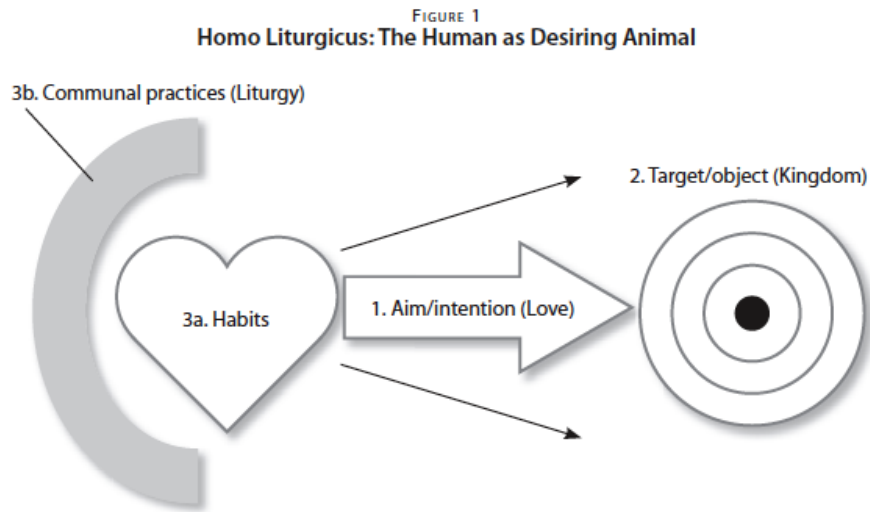 Figure 1
Homo Liturgicus: The Human as Desiring Animal
3b. Communal practices (Liturgy)
2. Target/object (Kingdom)
3a. Habits
1. Aim/intention (Love)